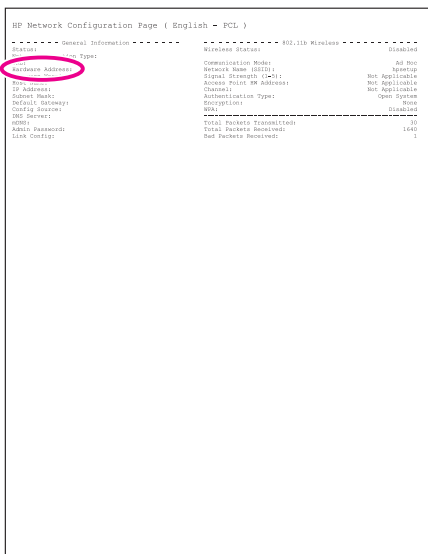 HP Network Configuration Page ( English - PCL )
General Information
Status:
tion Type:
Hardware Address:
IP Address:
Subnet Mask:
Default Gateway:
Config Source:
DNS Server:
mDNS:
Admin Password:
Link Config:
802.11b Wireless
Wireless Status: Disabled
Communication Mode: Ad Hoc
Network Name (SSID): hpsetup
Signal Strength (1-5): Not Applicable
Access Point HW Address: Not Applicable
Channel: Not Applicable
Authentication Type: Open System
Encryption: None
WPA: Disabled
Total Packets Transmitted: 30
Total Packets Received: 1640
Bad Packets Received: 1